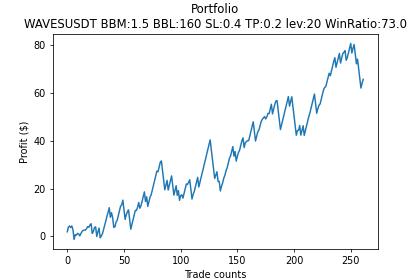 Portfolio
WAVESUSDT BBM:1.5 BBL:160 SL:0.4 TP:0.2 lev:20 WinRatio:73.0
80
60
40
20
0
Profit ($)
0 50 100 150 200 250
Trade counts